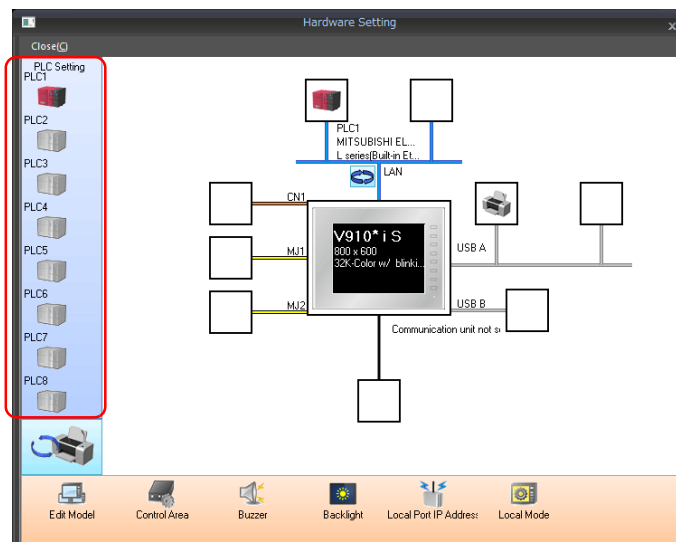 Hardware Setting
x
Close(C)
PLC Setting
PLC1
PLC2
PLC3
PLC4
PLC5
PLC6
PLC7
PLC8
PLC1
MITSUBISHI EL...
L series(Built-in Et...
LAN
CN1
MJ1
MJ2
V910*iS
800 x 600
32K-Color w/ blinki...
USB A
USB B
Communication unit not
Edit Model
Control Area
Buzzer
Backlight
Local Port IP Address
Local Mode